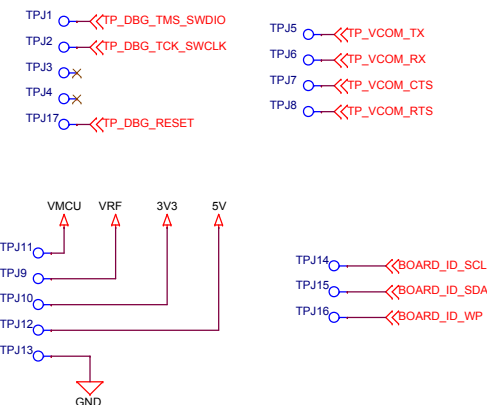 TPJ1 TP_DBG_TMS_SWDIO
TPJ2 TP_DBG_TCK_SWCLK
TPJ3
TPJ4
TPJ17 TP_DBG_RESET
TPJ5 TP_VCOM_TX
TPJ6 TP_VCOM_RX
TPJ7 TP_VCOM_CTS
TPJ8 TP_VCOM_RTS
VMCU VRF 3V3 5V
TPJ11
TPJ9
TPJ10
TPJ12
TPJ13
GND
TPJ14 BOARD_ID_SCL
TPJ15 BOARD_ID_SDA
TPJ16 BOARD_ID_WP